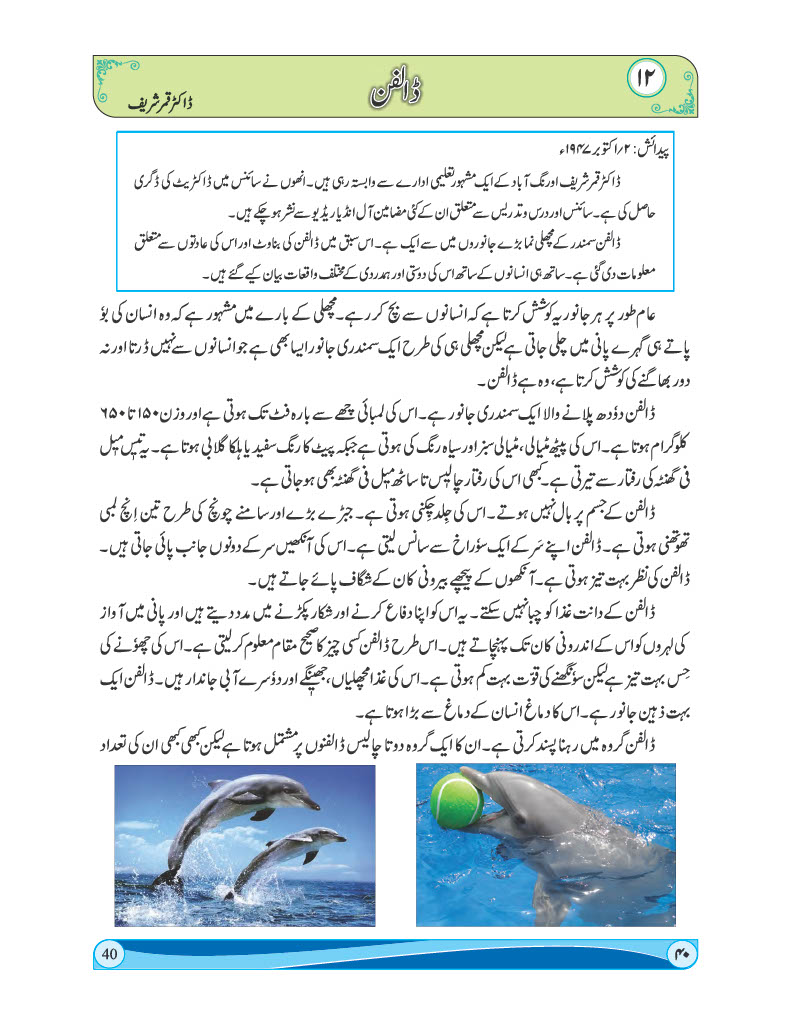 ۱۲
ڈالفن
ڈاکٹر قمر شریف
پیدائش: ۲؍ اکتوبر ۱۹۴۷ء
ڈاکٹر قمر شریف اورنگ آباد کے ایک مشہور تعلیمی ادارے سے وابستہ رہی ہیں۔ انھوں نے سائنس میں ڈاکٹریٹ کی ڈگری
حاصل کی ہے۔ سائنس اور درس و تدریس سے متعلق ان کے کئی مضامین آل انڈیا ریڈیو سے نشر ہوچکے ہیں۔
ڈالفن سمندر کے مچھلی نما بڑے جانوروں میں سے ایک ہے۔ اس سبق میں ڈالفن کی بناوٹ اور اس کی عادتوں سے متعلق
معلومات دی گئی ہے۔ ساتھ ہی انسانوں کے ساتھ اس کی دوستی اور ہمدردی کے مختلف واقعات بیان کیے گئے ہیں۔
عام طور پر ہر جانور یہ کوشش کرتا ہے کہ انسانوں سے بچ کر رہے۔ مچھلی کے بارے میں مشہور ہے کہ وہ انسان کی بوٗ
پاتے ہی گہرے پانی میں چلی جاتی ہے لیکن مچھلی ہی کی طرح ایک سمندری جانور ایسا بھی ہے جو انسانوں سے نہیں ڈرتا اور نہ
دور بھاگنے کی کوشش کرتا ہے، وہ ہے ڈالفن۔
ڈالفن دوٗدھ پلانے والا ایک سمندری جانور ہے۔ اس کی لمبائی چھے سے بارہ فٹ تک ہوتی ہے اور وزن ۱۵۰ تا ۶۵۰
کلوگرام ہوتا ہے۔ اس کی پیٹھ مٹیالی، مٹیالی سبز اور سیاہ رنگ کی ہوتی ہے جبکہ پیٹ کا رنگ سفید یا ہلکا گلابی ہوتا ہے۔ یہ تیس میل
فی گھنٹہ کی رفتار سے تیرتی ہے۔ کبھی اس کی رفتار چالیس تا ساٹھ میل فی گھنٹہ بھی ہوجاتی ہے۔
ڈالفن کے جسم پر بال نہیں ہوتے۔ اس کی جِلد چکنی ہوتی ہے۔ جبڑے بڑے اور سامنے چونچ کی طرح تین اِنچ لمبی
تھوتھنی ہوتی ہے۔ ڈالفن اپنے سَر کے ایک سوٗراخ سے سانس لیتی ہے۔ اس کی آنکھیں سر کے دونوں جانب پائی جاتی ہیں۔
ڈالفن کی نظر بہت تیز ہوتی ہے۔ آنکھوں کے پیچھے بیرونی کان کے شگاف پائے جاتے ہیں۔
ڈالفن کے دانت غذا کو چبا نہیں سکتے۔ یہ اس کو اپنا دفاع کرنے اور شکار پکڑنے میں مدد دیتے ہیں اور پانی میں آواز
کی لہروں کو اس کے اندرونی کان تک پہنچاتے ہیں۔ اس طرح ڈالفن کسی چیز کا صحیح مقام معلوم کرلیتی ہے۔ اس کی چھوٗنے کی
حِس بہت تیز ہے لیکن سوٗنگھنے کی قوّت بہت کم ہوتی ہے۔ اس کی غذا مچھلیاں، جھینگے اور دوٗسرے آبی جاندار ہیں۔ ڈالفن ایک
بہت ذہین جانور ہے۔ اس کا دماغ انسان کے دماغ سے بڑا ہوتا ہے۔
ڈالفن گروہ میں رہنا پسند کرتی ہے۔ ان کا ایک گروہ دو تا چالیس ڈالفنوں پر مشتمل ہوتا ہے لیکن کبھی کبھی ان کی تعداد
۴۰
40